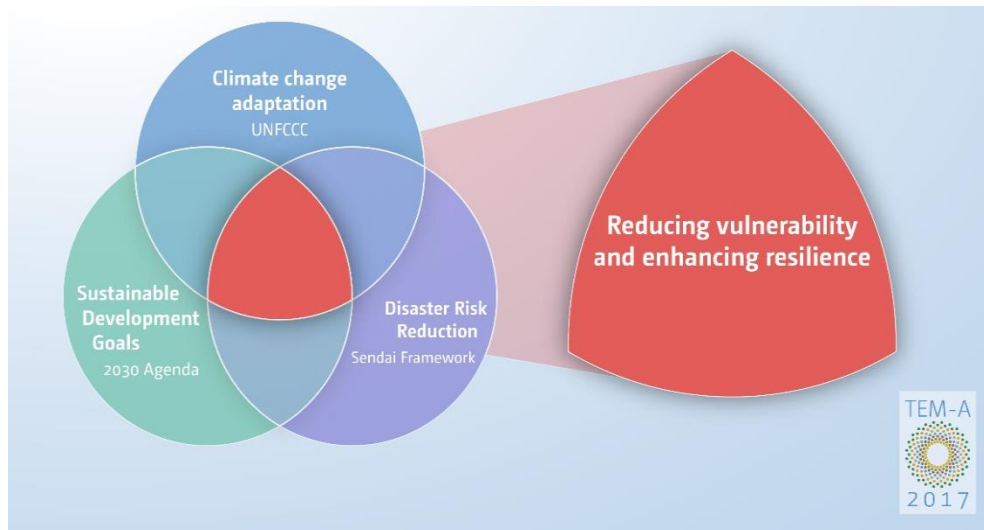 Climate change
adaptation
UNFCCC
Sustainable
Development
Goals
2030 Agenda
Disaster Risk
Reduction
Sendai Framework
Reducing vulnerability
and enhancing resilience
TEM-A
2017